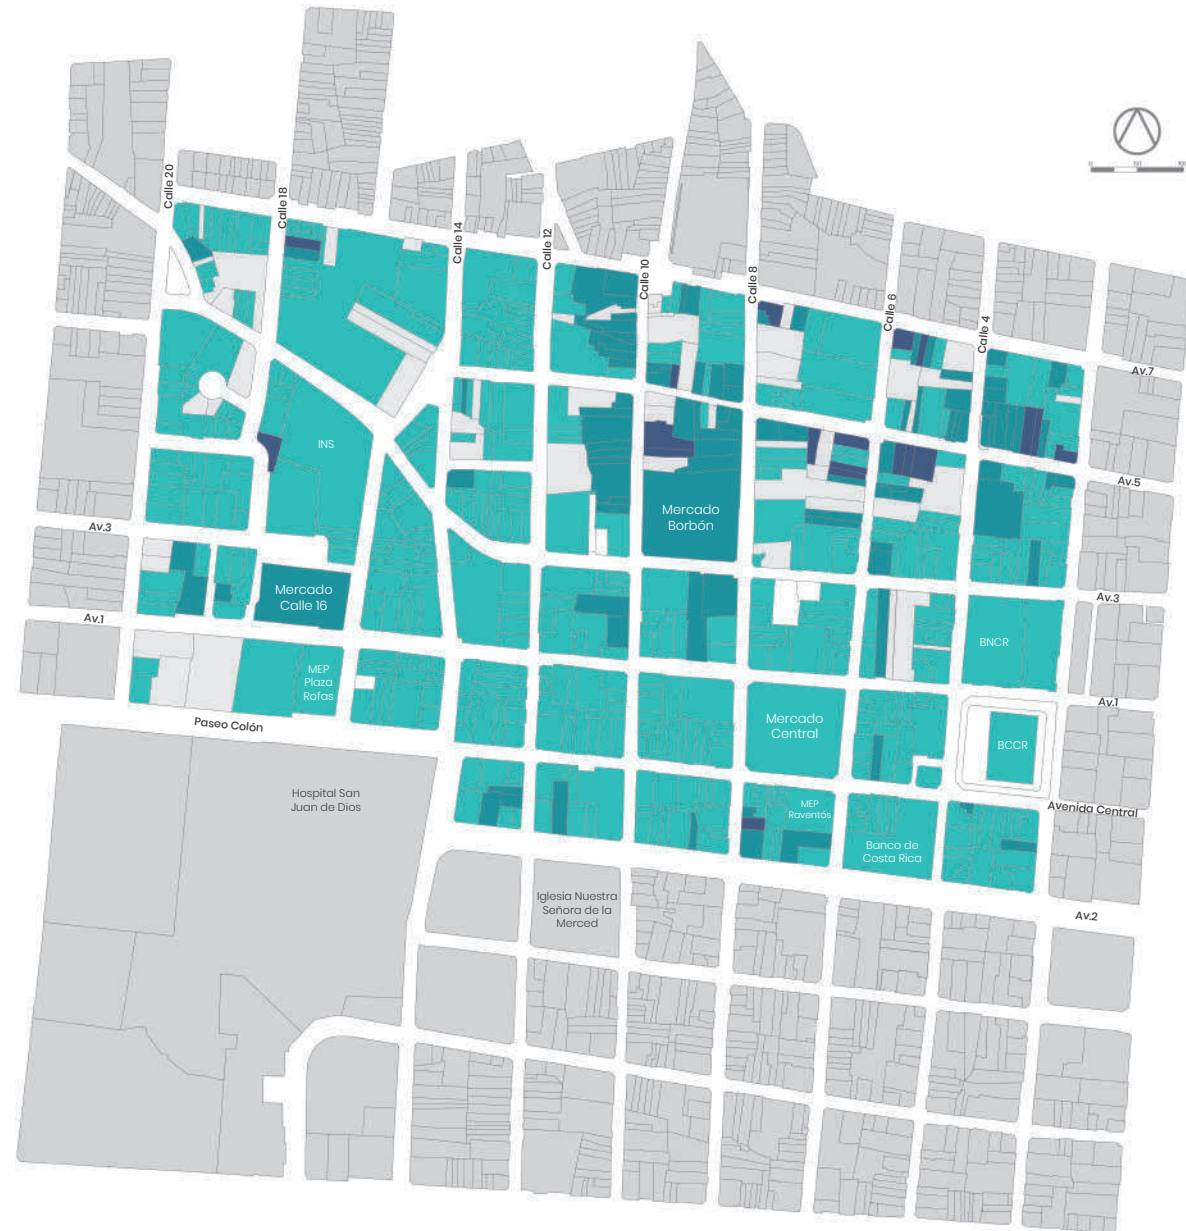 Calle 20
Calle 18
Calle 14
Calle 12
Calle 10
Calle 8
Calle 6
Calle 4
Av.7
INS
Av.5
Mercado
Borbón
Av.3
Mercado
Calle 16
Av.3
Av.1
BNCR
MEP
Plaza
Rofas
Av.1
Paseo Colón
Mercado
Central
BCCR
Hospital San
Juan de Dios
MEP
Raventós
Avenida Central
Banco de
Costa Rica
Iglesia Nuestra
Señora de la
Merced
Av.2